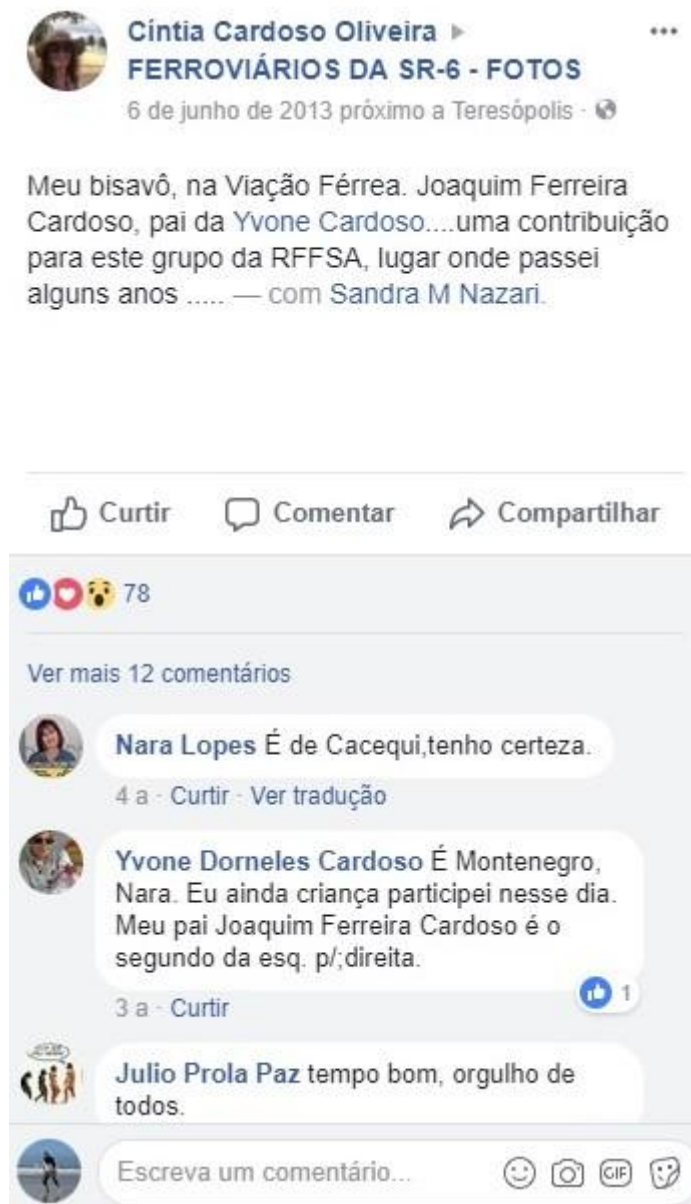 Cíntia Cardoso Oliveira ▸
FERROVIÁRIOS DA SR-6 - FOTOS
6 de junho de 2013 próximo a Teresópolis ·
Meu bisavô, na Viação Férrea. Joaquim Ferreira
Cardoso, pai da Yvone Cardoso....uma contribuição
para este grupo da RFFSA, lugar onde passei
alguns anos ..... — com Sandra M Nazari.
Curtir Comentar Compartilhar
78
Ver mais 12 comentários
Nara Lopes É de Cacequi,tenho certeza.
4 a · Curtir · Ver tradução
Yvone Dorneles Cardoso É Montenegro,
Nara. Eu ainda criança participei nesse dia.
Meu pai Joaquim Ferreira Cardoso é o
segundo da esq. p/;direita.
1
3 a · Curtir
Julio Prola Paz tempo bom, orgulho de
todos.
Escreva um comentário... GIF